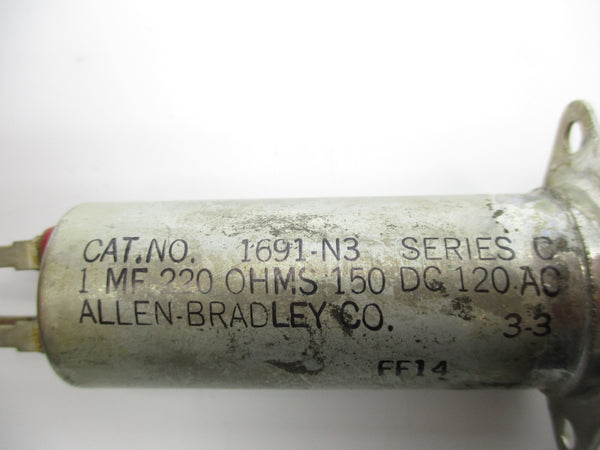 CAT.NO. 1691-N3 SERIES C
1 MF 220 OHMS 150 DC 120 AC
ALLEN-BRADLEY CO. 3-3
FF14